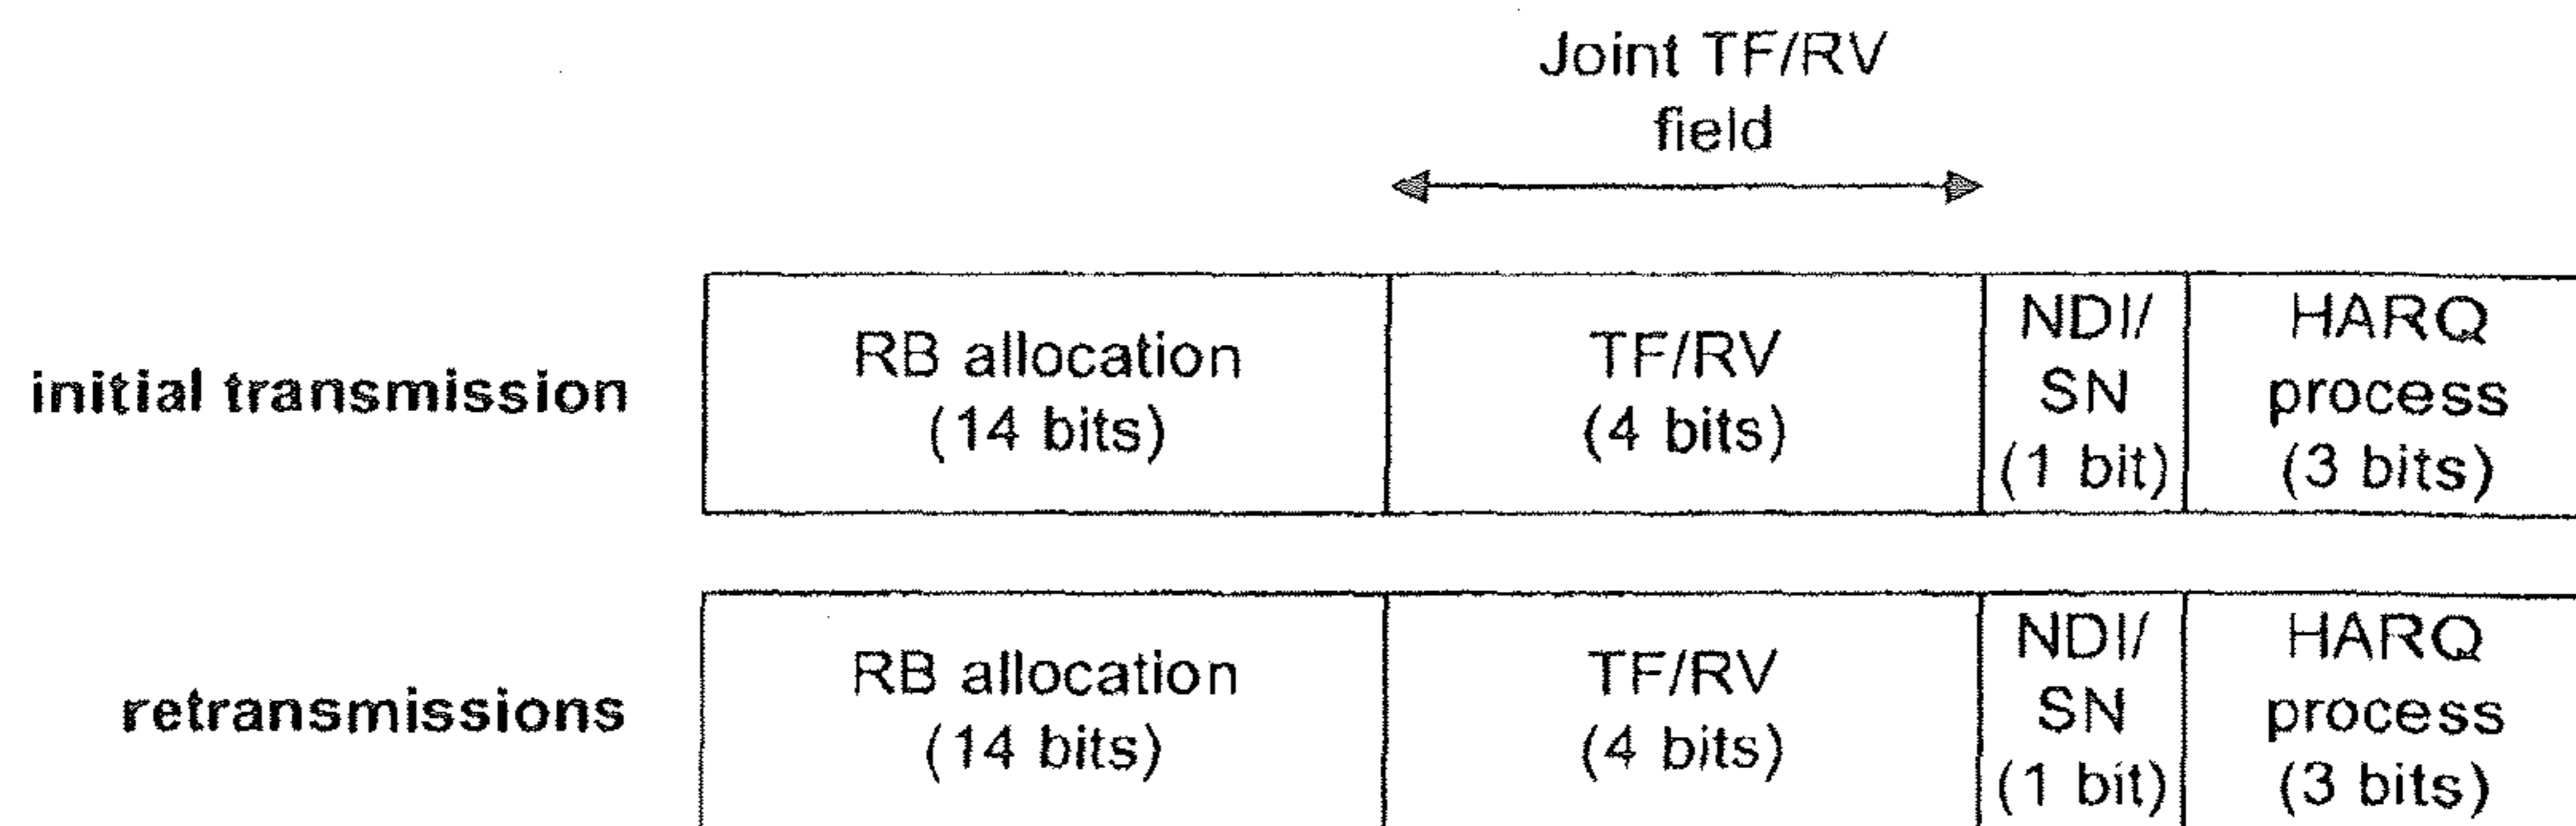 Joint TF/RV
field
initial transmission
RB allocation
(14 bits)
TF/RV
(4 bits)
NDI/
SN
(1 bit)
HARQ
process
(3 bits)
retransmissions
RB allocation
(14 bits)
TF/RV
(4 bits)
NDI/
SN
(1 bit)
HARQ
process
(3 bits)